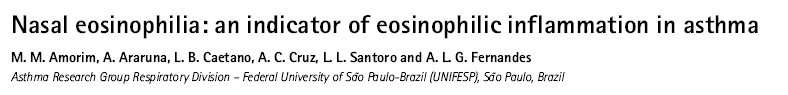 Nasal eosinophilia: an indicator of eosinophilic inflammation in asthma
M. M. Amorim, A. Araruna, L. B. Caetano, A. C. Cruz, L. L. Santoro and A. L. G. Fernandes
Asthma Research Group Respiratory Division – Federal University of São Paulo-Brazil (UNIFESP), São Paulo, Brazil